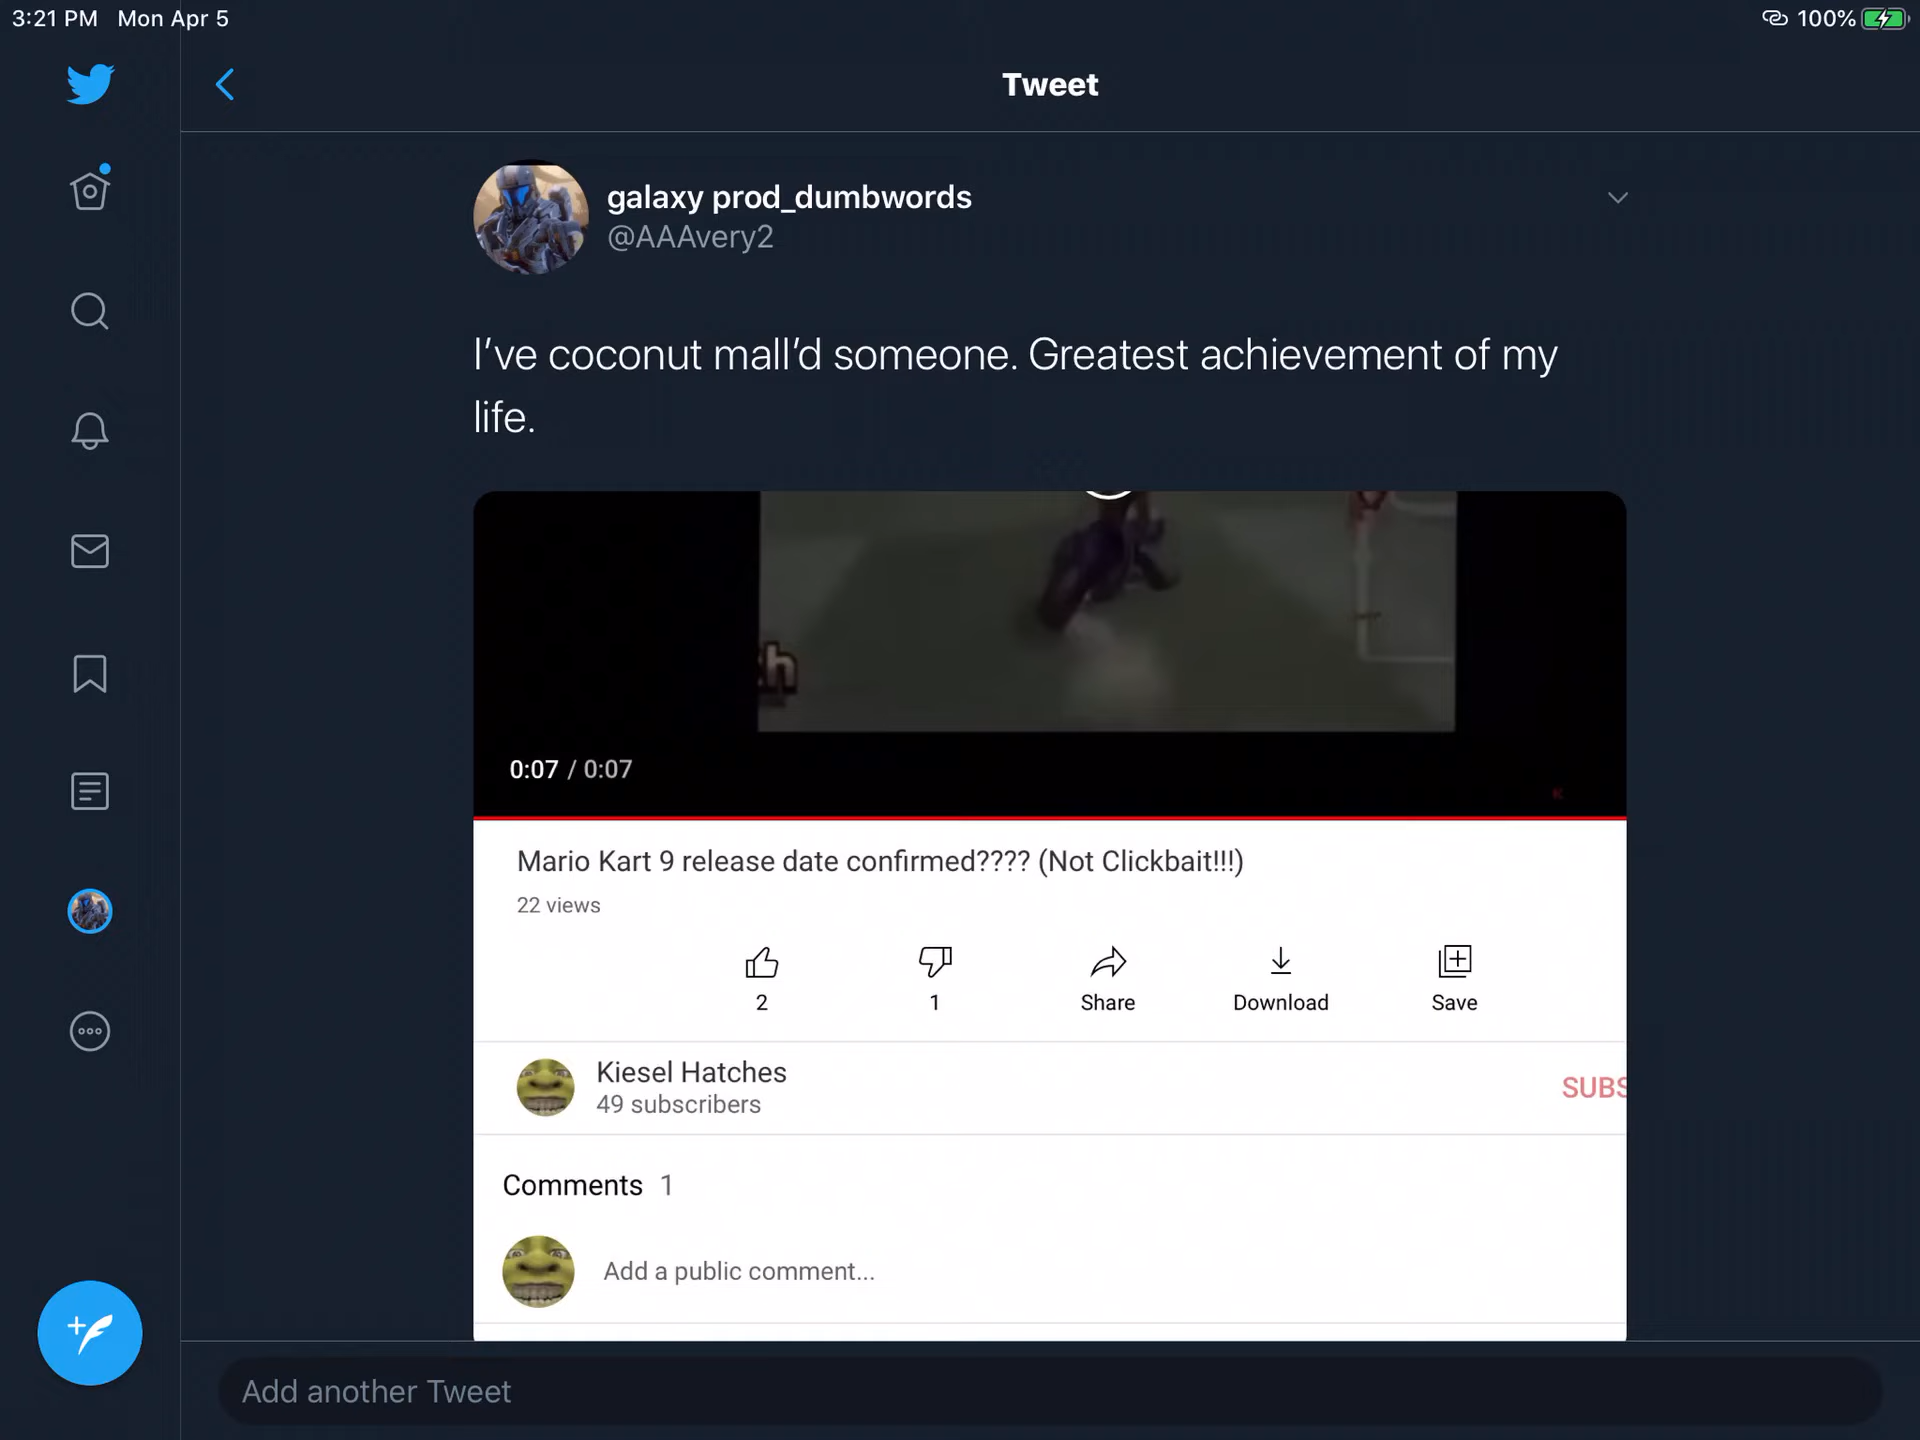 3:21 PM Mon Apr 5
100%
Tweet
galaxy prod_dumbwords
@AAAvery2
I’ve coconut mall’d someone. Greatest achievement of my
life.
0:07 / 0:07
Mario Kart 9 release date confirmed???? (Not Clickbait!!!)
22 views
2
1
Share
Download
Save
Kiesel Hatches
49 subscribers
SUBS
Comments 1
Add a public comment...
Add another Tweet